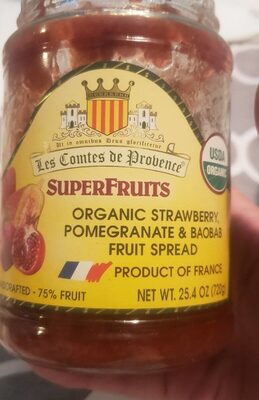 Ut in omnibus Deus glorificetur
Les Comtes de Provence
USDA
ORGANIC
SUPERFRUITS
ORGANIC STRAWBERRY,
POMEGRANATE & BAOBAB
FRUIT SPREAD
PRODUCT OF FRANCE
NDCRAFTED - 75% FRUIT
NET WT. 25.4 OZ (720g)